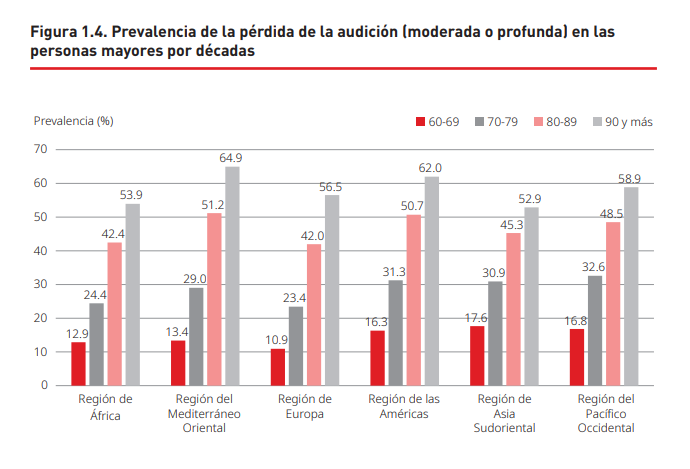 Figura 1.4. Prevalencia de la pérdida de la audición (moderada o profunda) en las
personas mayores por décadas
Prevalencia (%)
60-69 70-79 80-89 90 y más
70
60
50
40
30
20
10
0
12.9 24.4 42.4 53.9
13.4 29.0 51.2 64.9
10.9 23.4 42.0 56.5
16.3 31.3 50.7 62.0
17.6 30.9 45.3 52.9
16.8 32.6 48.5 58.9
Región de
África
Región del
Mediterráneo
Oriental
Región de
Europa
Región de las
Américas
Región de
Asia
Sudoriental
Región del
Pacífico
Occidental